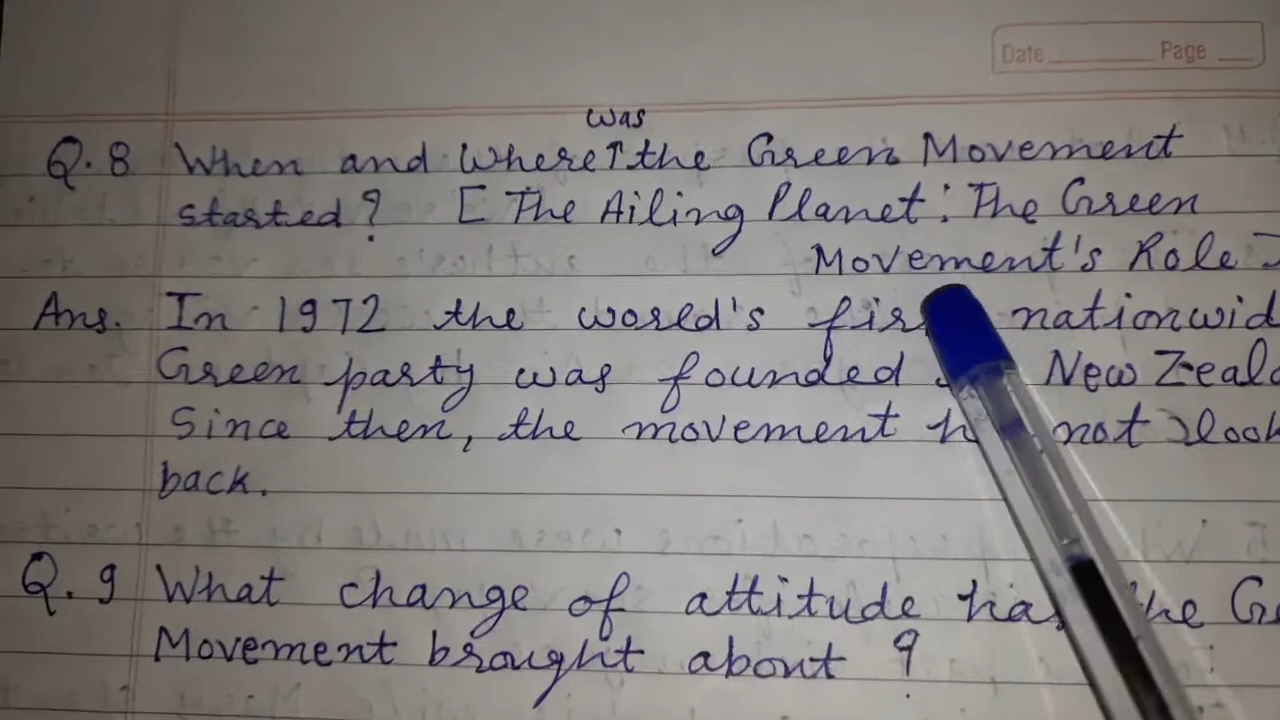 Date Page
was
Q.8 When and where↑the Green Movement
started? [The Ailing Planet: The Green
Movement's Role]
Ans. In 1972 the world's nationwid
Green party was founded New Zeal
Since then, the movement not look
back.
Q.9 What change of attitude has the
Movement brought about ?